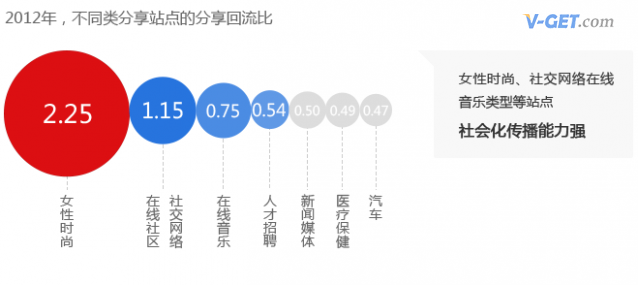 2012年，不同类分享站点的分享回流比
V-GET.com
2.25
1.15
0.75
0.54
0.50
0.49
0.47
女性时尚、社交网络在线
音乐类型等站点
社会化传播能力强
女性时尚
社交网络
在线社区
在线音乐
人才招聘
新闻媒体
医疗保健
汽车